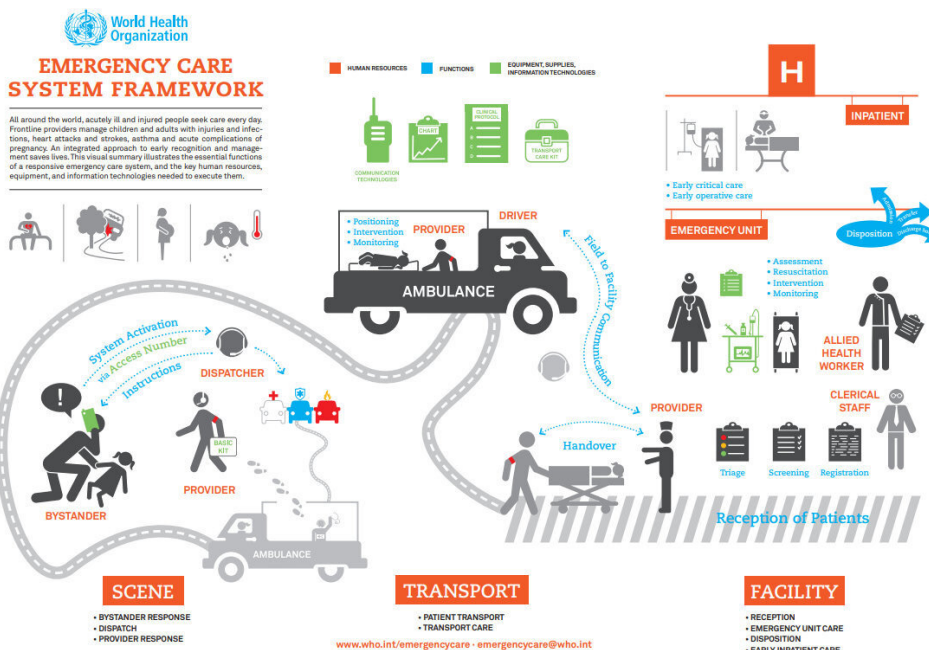 World Health
Organization
EMERGENCY CARE
SYSTEM FRAMEWORK
All around the world, acutely ill and injured people seek care every day.
Frontline providers manage children and adults with injuries and infec-
tions, heart attacks and strokes, asthma and acute complications of
pregnancy. An integrated approach to early recognition and manage-
ment saves lives. This visual summary illustrates the essential functions
of a responsive emergency care system, and the key human resources,
equipment, and information technologies needed to execute them.
HUMAN RESOURCES
FUNCTIONS
EQUIPMENT, SUPPLIES,
INFORMATION TECHNOLOGIES
COMMUNICATION
TECHNOLOGIES
CHART
CLINICAL
PROTOCOL
A
B
C
D
TRANSPORT
CARE KIT
H
INPATIENT
• Early critical care
• Early operative care
EMERGENCY UNIT
Disposition
Admission
Transfer
Discharge
• Assessment
• Resuscitation
• Intervention
• Monitoring
ALLIED
HEALTH
WORKER
CLERICAL
STAFF
• Positioning
• Intervention
• Monitoring
PROVIDER
DRIVER
AMBULANCE
Field to Facility Communication
System Activation
via Access Number
Instructions
DISPATCHER
!
BYSTANDER
BASIC
KIT
PROVIDER
AMBULANCE
Handover
PROVIDER
Triage
Screening
Registration
Reception of Patients
SCENE
• BYSTANDER RESPONSE
• DISPATCH
• PROVIDER RESPONSE
TRANSPORT
• PATIENT TRANSPORT
• TRANSPORT CARE
www.who.int/emergencycare - emergencycare@who.int
FACILITY
• RECEPTION
• EMERGENCY UNIT CARE
• DISPOSITION
• EARLY INPATIENT CARE